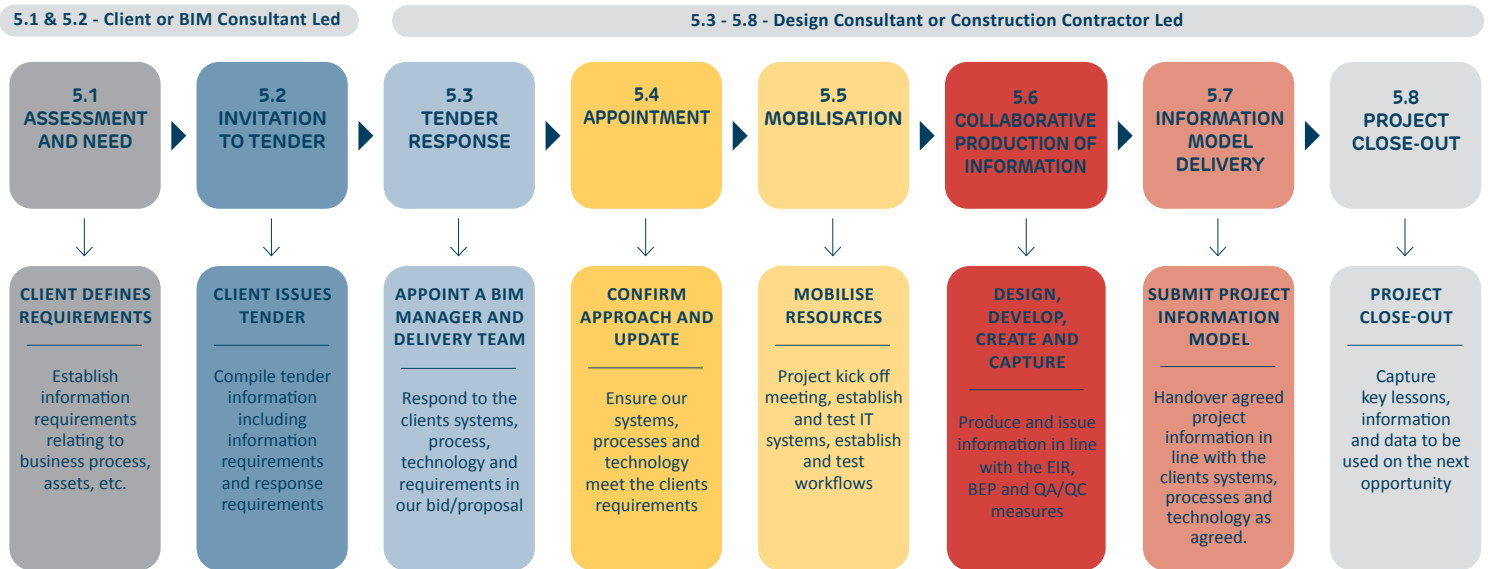 5.1 & 5.2 - Client or BIM Consultant Led
5.3 - 5.8 - Design Consultant or Construction Contractor Led
5.1
ASSESSMENT
AND NEED
5.2
INVITATION
TO TENDER
5.3
TENDER
RESPONSE
5.4
APPOINTMENT
5.5
MOBILISATION
5.6
COLLABORATIVE
PRODUCTION OF
INFORMATION
5.7
INFORMATION
MODEL
DELIVERY
5.8
PROJECT
CLOSE-OUT
CLIENT DEFINES
REQUIREMENTS
Establish
information
requirements
relating to
business process,
assets, etc.
CLIENT ISSUES
TENDER
Compile tender
information
including
information
requirements
and response
requirements
APPOINT A BIM
MANAGER AND
DELIVERY TEAM
Respond to the
clients systems,
process,
technology and
requirements in
our bid/proposal
CONFIRM
APPROACH AND
UPDATE
Ensure our
systems,
processes and
technology
meet the clients
requirements
MOBILISE
RESOURCES
Project kick off
meeting, establish
and test IT
systems, establish
and test
workflows
DESIGN,
DEVELOP,
CREATE AND
CAPTURE
Produce and issue
information in line
with the EIR,
BEP and QA/QC
measures
SUBMIT PROJECT
INFORMATION
MODEL
Handover agreed
project
information in
line with the
clients systems,
processes and
technology as
agreed.
PROJECT
CLOSE-OUT
Capture
key lessons,
information
and data to be
used on the next
opportunity